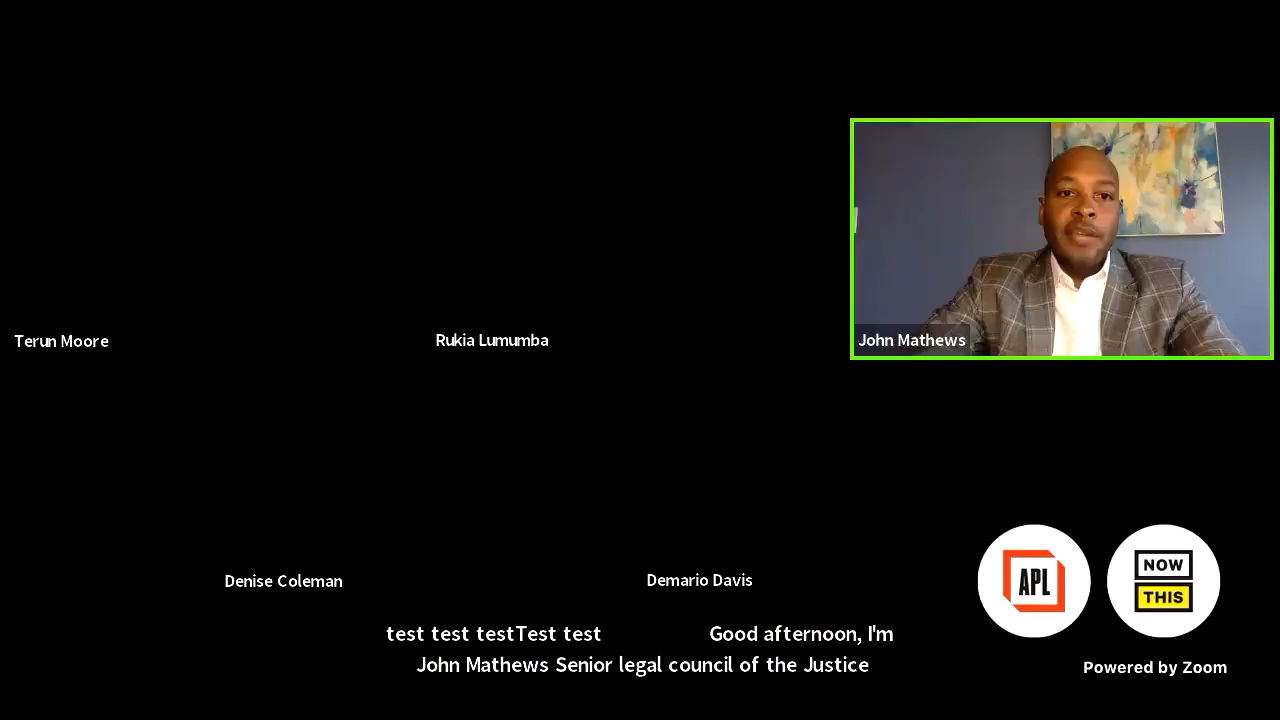 Terun Moore
Rukia Lumumba
John Mathews
Denise Coleman
Demario Davis
APL
NOW
THIS
test test testTest test Good afternoon, I'm
John Mathews Senior legal council of the Justice
Powered by Zoom